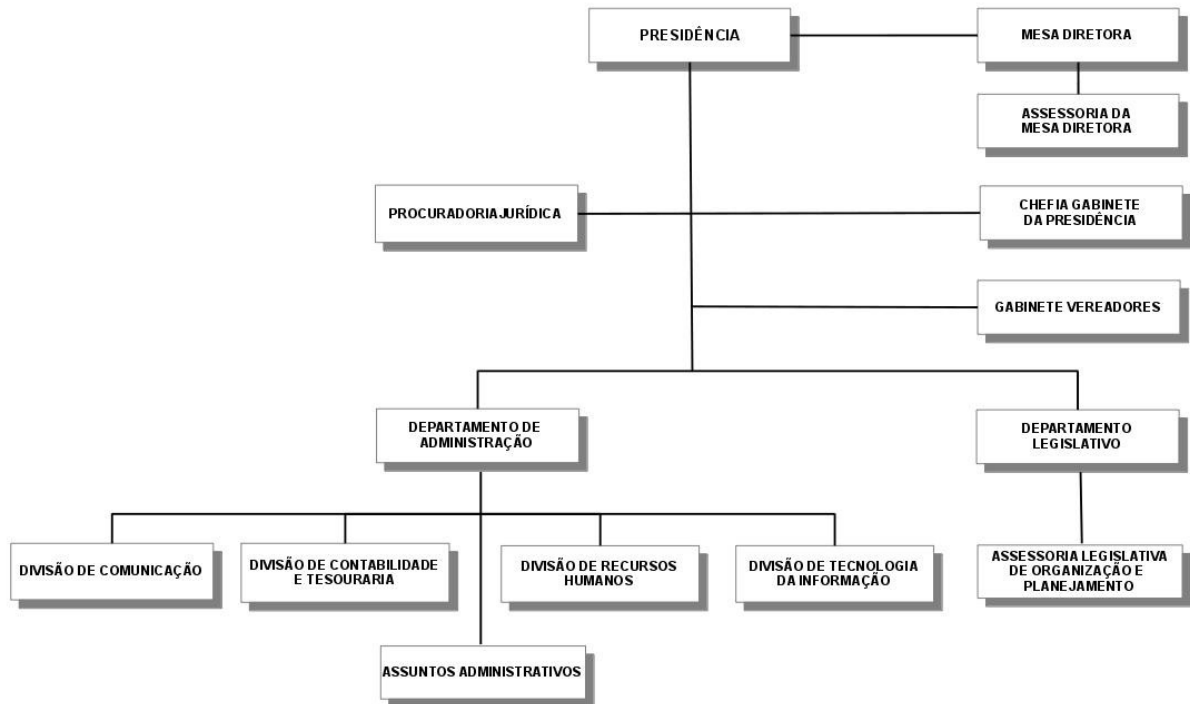 PRESIDÊNCIA
MESA DIRETORA
ASSESSORIA DA
MESA DIRETORA
PROCURADORIA JURÍDICA
CHEFIA GABINETE
DA PRESIDÊNCIA
GABINETE VEREADORES
DEPARTAMENTO DE
ADMINISTRAÇÃO
DEPARTAMENTO
LEGISLATIVO
DIVISÃO DE COMUNICAÇÃO
DIVISÃO DE CONTABILIDADE
E TESOURARIA
DIVISÃO DE RECURSOS
HUMANOS
DIVISÃO DE TECNOLOGIA
DA INFORMAÇÃO
ASSESSORIA LEGISLATIVA
DE ORGANIZAÇÃO E
PLANEJAMENTO
ASSUNTOS ADMINISTRATIVOS